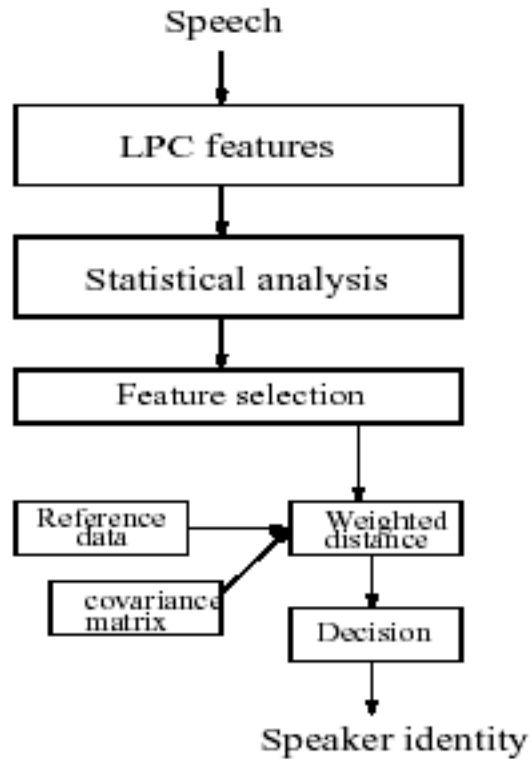 Speech
LPC features
Statistical analysis
Feature selection
Reference
data
Weighted
distance
covariance
matrix
Decision
Speaker identity